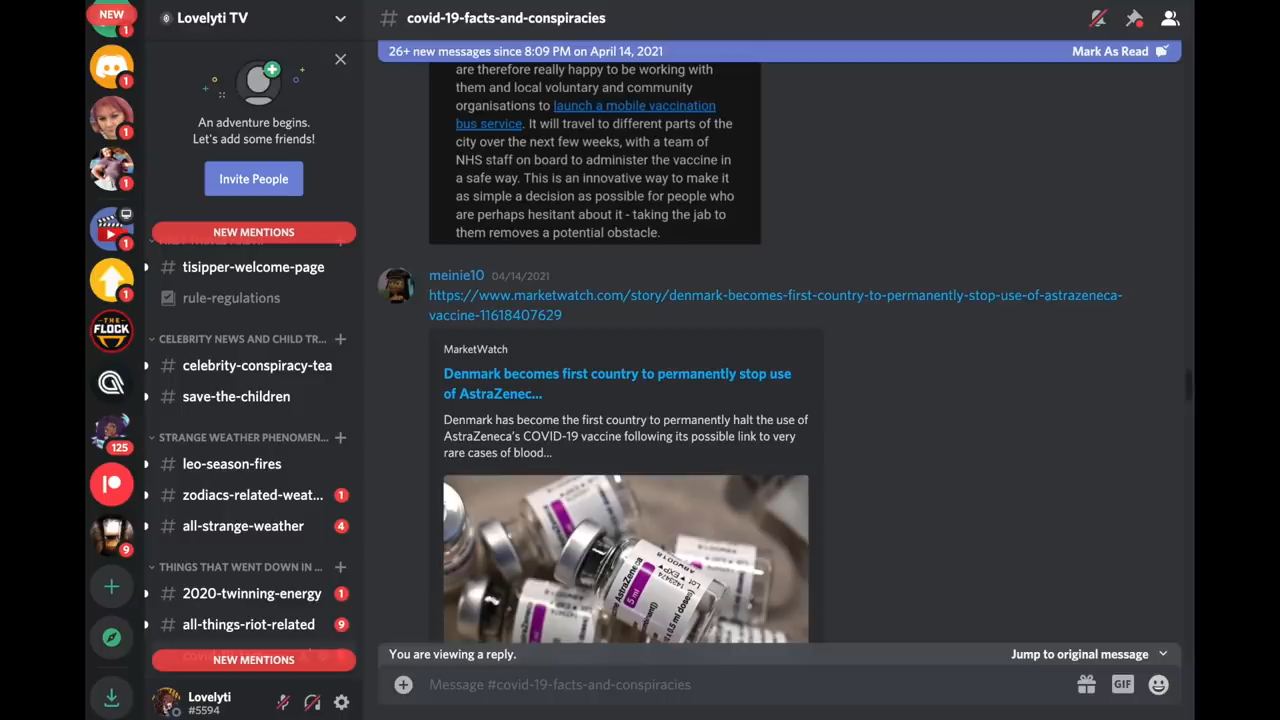 NEW
Lovelyti TV
covid-19-facts-and-conspiracies
26+ new messages since 8:09 PM on April 14, 2021
Mark As Read
An adventure begins.
Let's add some friends!
Invite People
NEW MENTIONS
tisipper-welcome-page
rule-regulations
CELEBRITY NEWS AND CHILD TR...
celebrity-conspiracy-tea
save-the-children
STRANGE WEATHER PHENOMEN...
leo-season-fires
zodiacs-related-weat... 1
all-strange-weather 4
THINGS THAT WENT DOWN IN ...
2020-twinning-energy 1
all-things-riot-related 9
NEW MENTIONS
Lovelyti
#5594
1
1
1
1
1
1
THE
FLOCK
125
9
are therefore really happy to be working with
them and local voluntary and community
organisations to launch a mobile vaccination
bus service. It will travel to different parts of the
city over the next few weeks, with a team of
NHS staff on board to administer the vaccine in
a safe way. This is an innovative way to make it
as simple a decision as possible for people who
are perhaps hesitant about it - taking the jab to
them removes a potential obstacle.
meinie10 04/14/2021
https://www.marketwatch.com/story/denmark-becomes-first-country-to-permanently-stop-use-of-astrazeneca-
vaccine-11618407629
MarketWatch
Denmark becomes first country to permanently stop use
of AstraZenec...
Denmark has become the first country to permanently halt the use of
AstraZeneca's COVID-19 vaccine following its possible link to very
rare cases of blood...
You are viewing a reply.
Jump to original message
Message #covid-19-facts-and-conspiracies
GIF